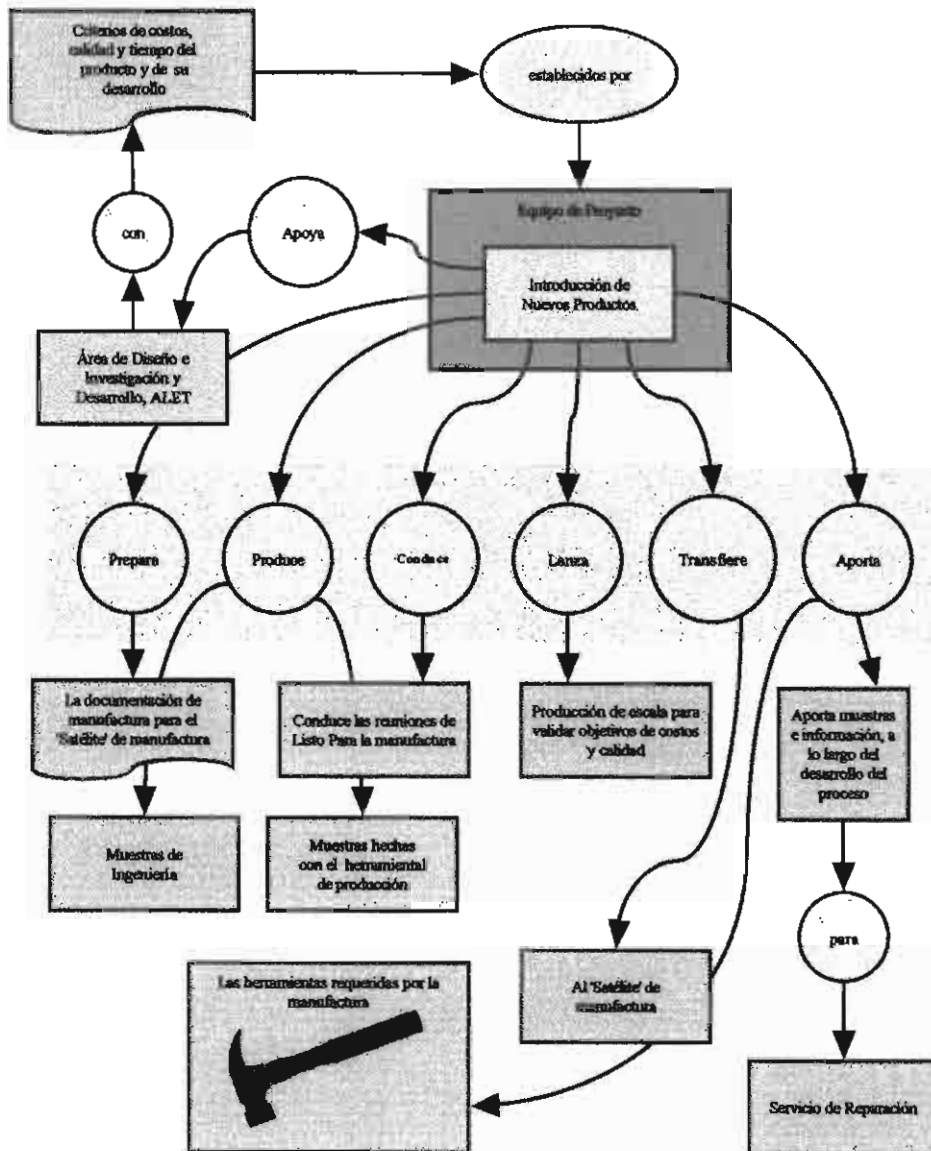 Criterios de costos,
calidad y tiempo del
producto y de su
desarrollo
establecidos por
Equipo de Proyecto
con
Apoya
Introducción de
Nuevos Productos.
Área de Diseño e
Investigación y
Desarrollo, ALET
Prepara
Produce
Conduce
Lanza
Transfiere
Aporta
La documentación de
manufactura para el
'Satélite' de manufactura
Conduce las reuniones de
Listo Para la manufactura
Producción de escala para
validar objetivos de costos
y calidad
Aporta muestras
e información, a
lo largo del
desarrollo del
proceso
Muestras de
Ingeniería
Muestras hechas
con el herramental
de producción
para
Las herramientas requeridas por la
manufactura
Al 'Satélite' de
manufactura
Servicio de Reparación